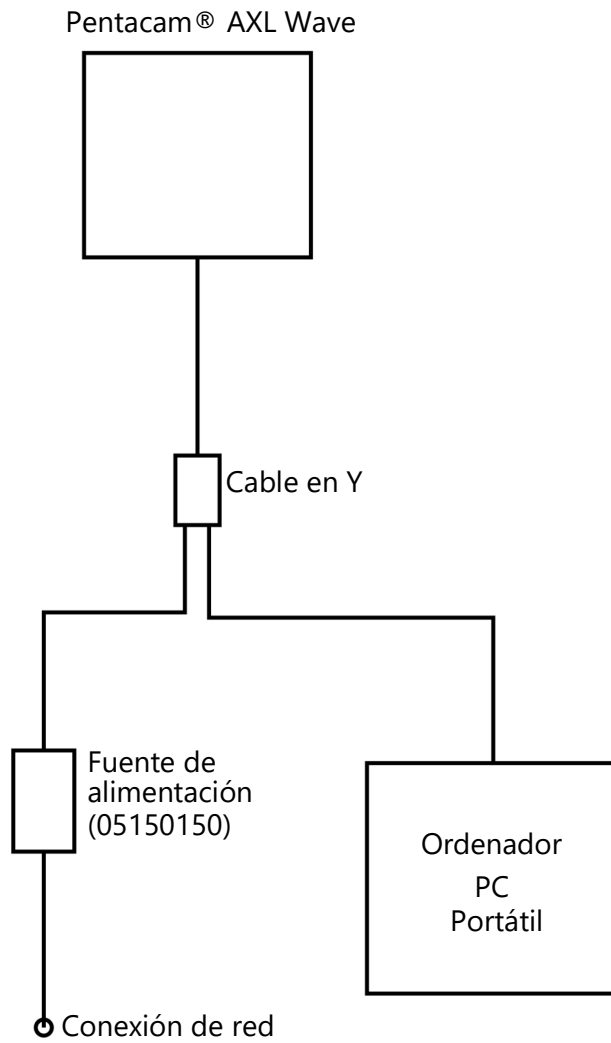 Pentacam® AXL Wave
Cable en Y
Fuente de
alimentación
(05150150)
Ordenador
PC
Portátil
Conexión de red